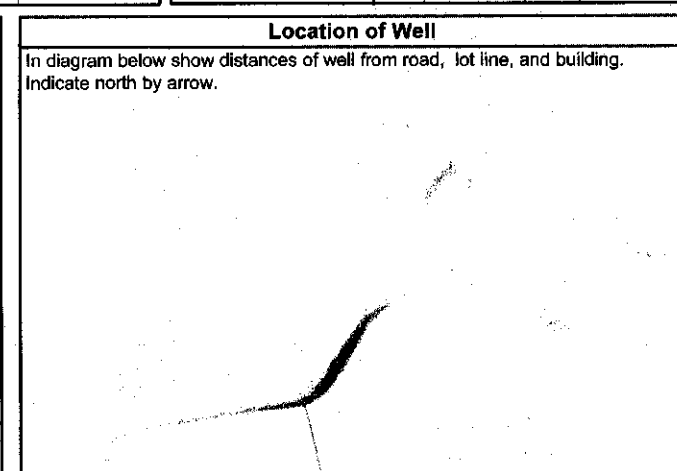 Location of Well
In diagram below show distances of well from road, lot line, and building.
Indicate north by arrow.